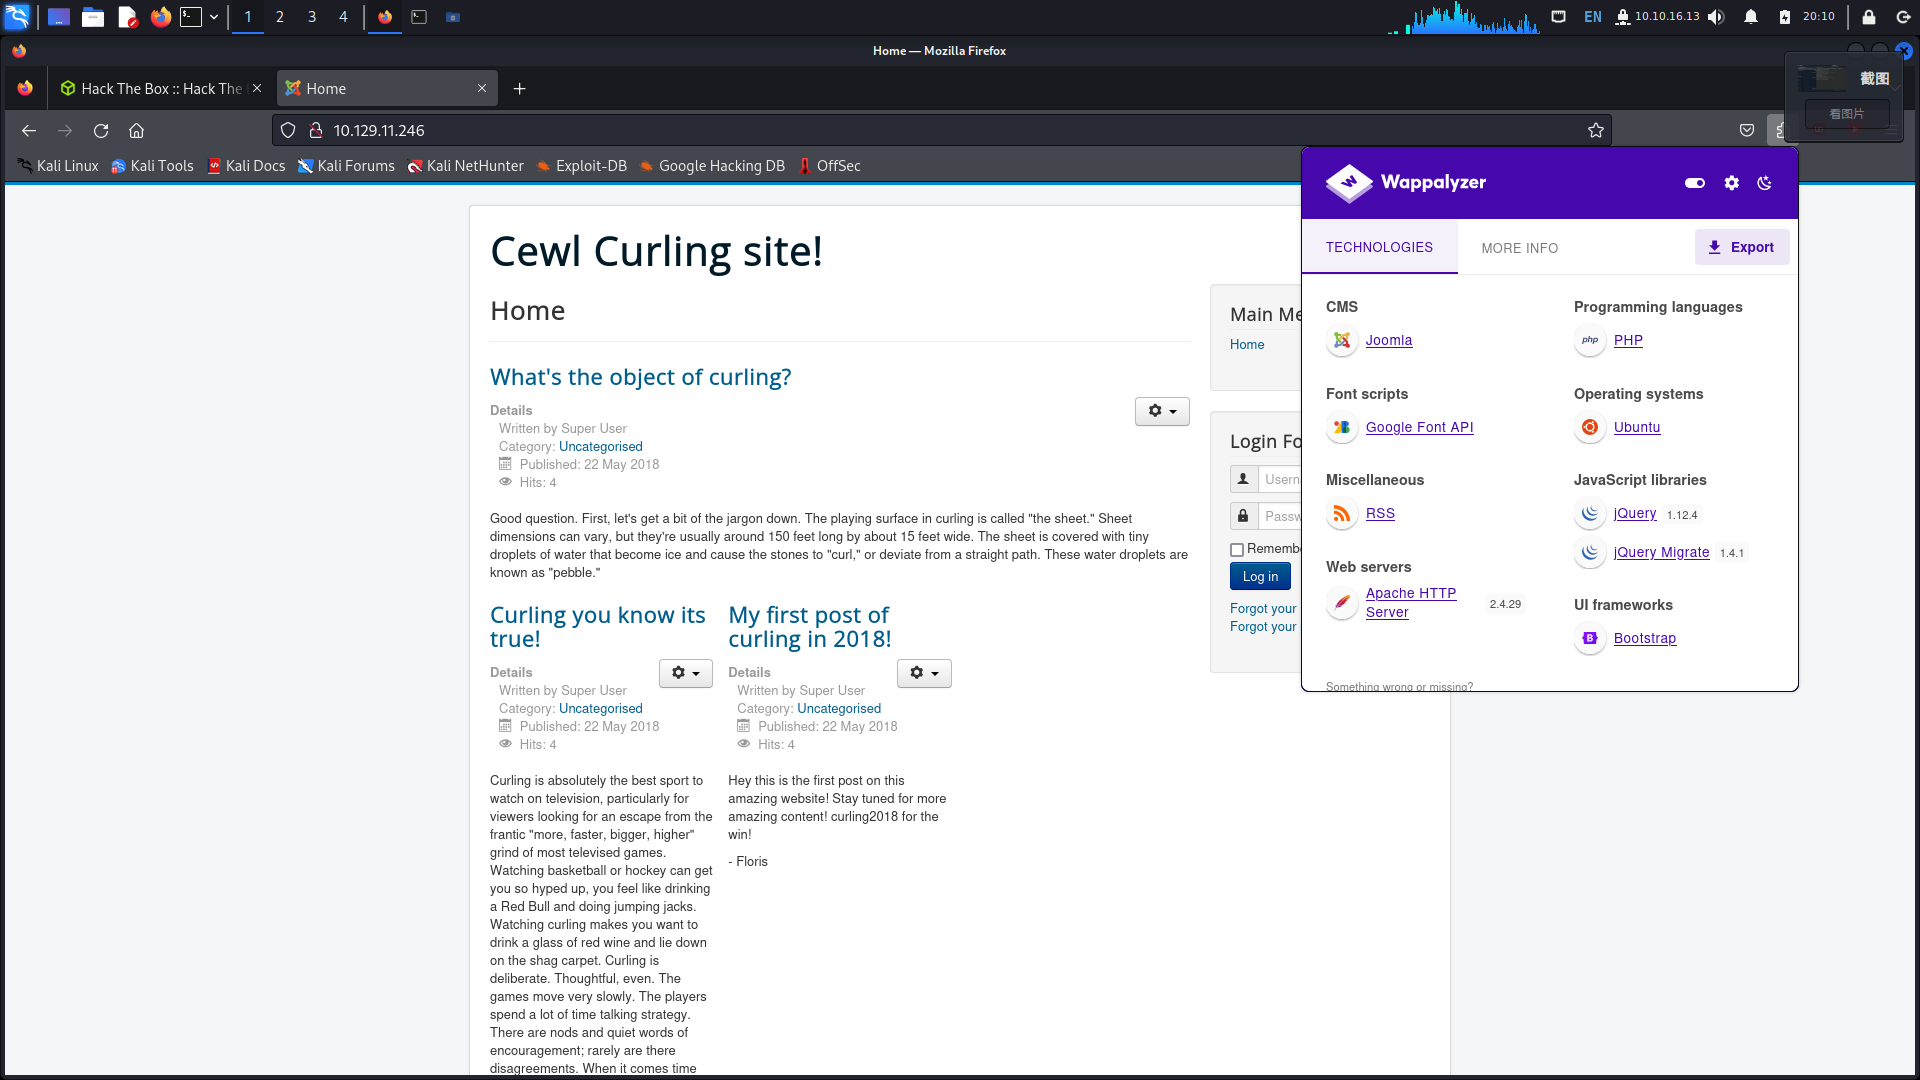 1 2 3 4
EN 10.10.16.13 20:10
Home — Mozilla Firefox
Hack The Box :: Hack The
Home
截图
看图片
10.129.11.246
Kali Linux Kali Tools Kali Docs Kali Forums Kali NetHunter Exploit-DB Google Hacking DB OffSec
Cewl Curling site!
Home
What's the object of curling?
Details
Written by Super User
Category: Uncategorised
Published: 22 May 2018
Hits: 4
Good question. First, let's get a bit of the jargon down. The playing surface in curling is called "the sheet." Sheet
dimensions can vary, but they're usually around 150 feet long by about 15 feet wide. The sheet is covered with tiny
droplets of water that become ice and cause the stones to "curl," or deviate from a straight path. These water droplets are
known as "pebble."
Curling you know its
true!
Details
Written by Super User
Category: Uncategorised
Published: 22 May 2018
Hits: 4
Curling is absolutely the best sport to
watch on television, particularly for
viewers looking for an escape from the
frantic "more, faster, bigger, higher"
grind of most televised games.
Watching basketball or hockey can get
you so hyped up, you feel like drinking
a Red Bull and doing jumping jacks.
Watching curling makes you want to
drink a glass of red wine and lie down
on the shag carpet. Curling is
deliberate. Thoughtful, even. The
games move very slowly. The players
spend a lot of time talking strategy.
There are nods and quiet words of
encouragement; rarely are there
disagreements. When it comes time
My first post of
curling in 2018!
Details
Written by Super User
Category: Uncategorised
Published: 22 May 2018
Hits: 4
Hey this is the first post on this
amazing website! Stay tuned for more
amazing content! curling2018 for the
win!
- Floris
Main Me
Home
Login Fo
Usern
Passw
Rememb
Log in
Forgot your
Forgot your
Wappalyzer
TECHNOLOGIES
MORE INFO
Export
CMS
Joomla
Font scripts
Google Font API
Miscellaneous
RSS
Web servers
Apache HTTP
Server
2.4.29
Programming languages
php PHP
Operating systems
Ubuntu
JavaScript libraries
jQuery 1.12.4
jQuery Migrate 1.4.1
UI frameworks
Bootstrap
Something wrong or missing?